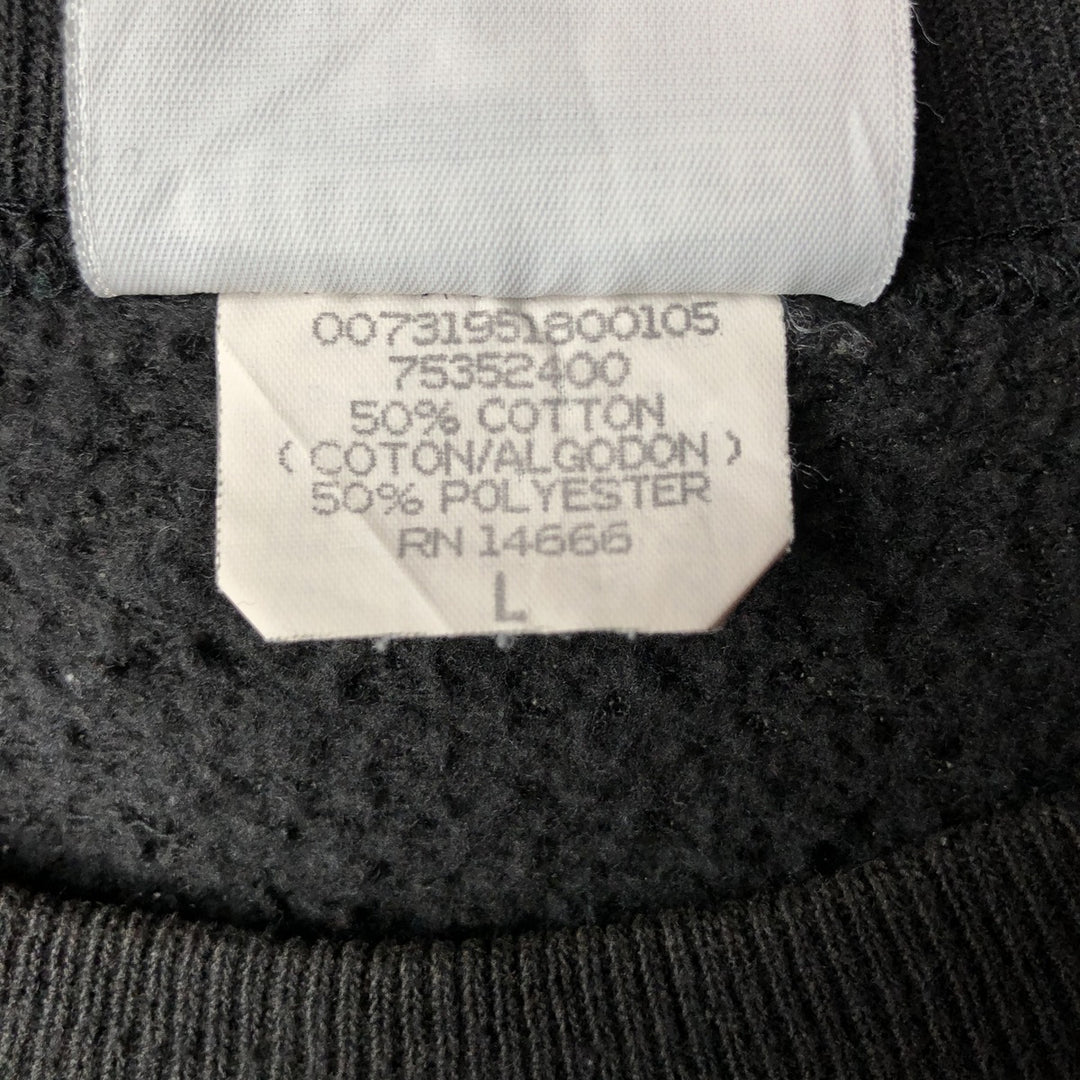 00731951800105
75352400
50% COTTON
(COTON/ALGODON)
50% POLYESTER
RN 14666
L